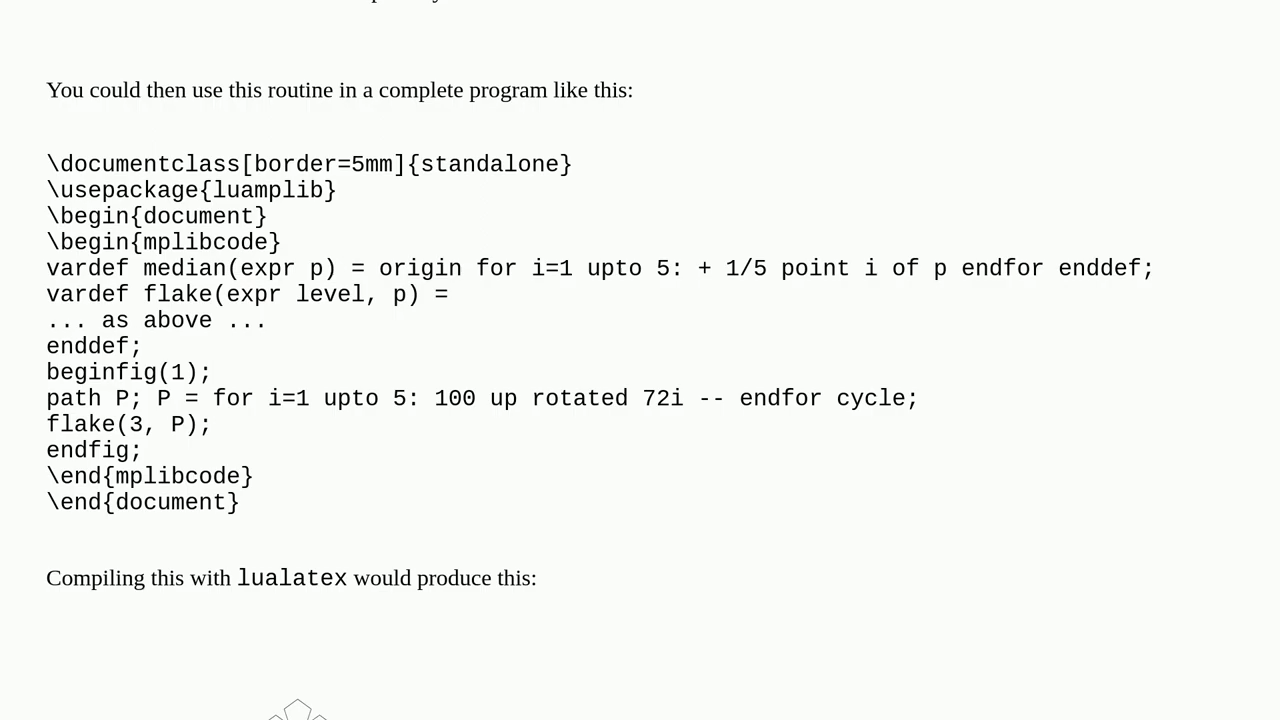 You could then use this routine in a complete program like this:
\documentclass[border=5mm]{standalone}
\usepackage{luamplib}
\begin{document}
\begin{mplibcode}
vardef median(expr p) = origin for i=1 upto 5: + 1/5 point i of p endfor enddef;
vardef flake(expr level, p) =
... as above ...
enddef;
beginfig(1);
path P; P = for i=1 upto 5: 100 up rotated 72i -- endfor cycle;
flake(3, P);
endfig;
\end{mplibcode}
\end{document}
Compiling this with lualatex would produce this: